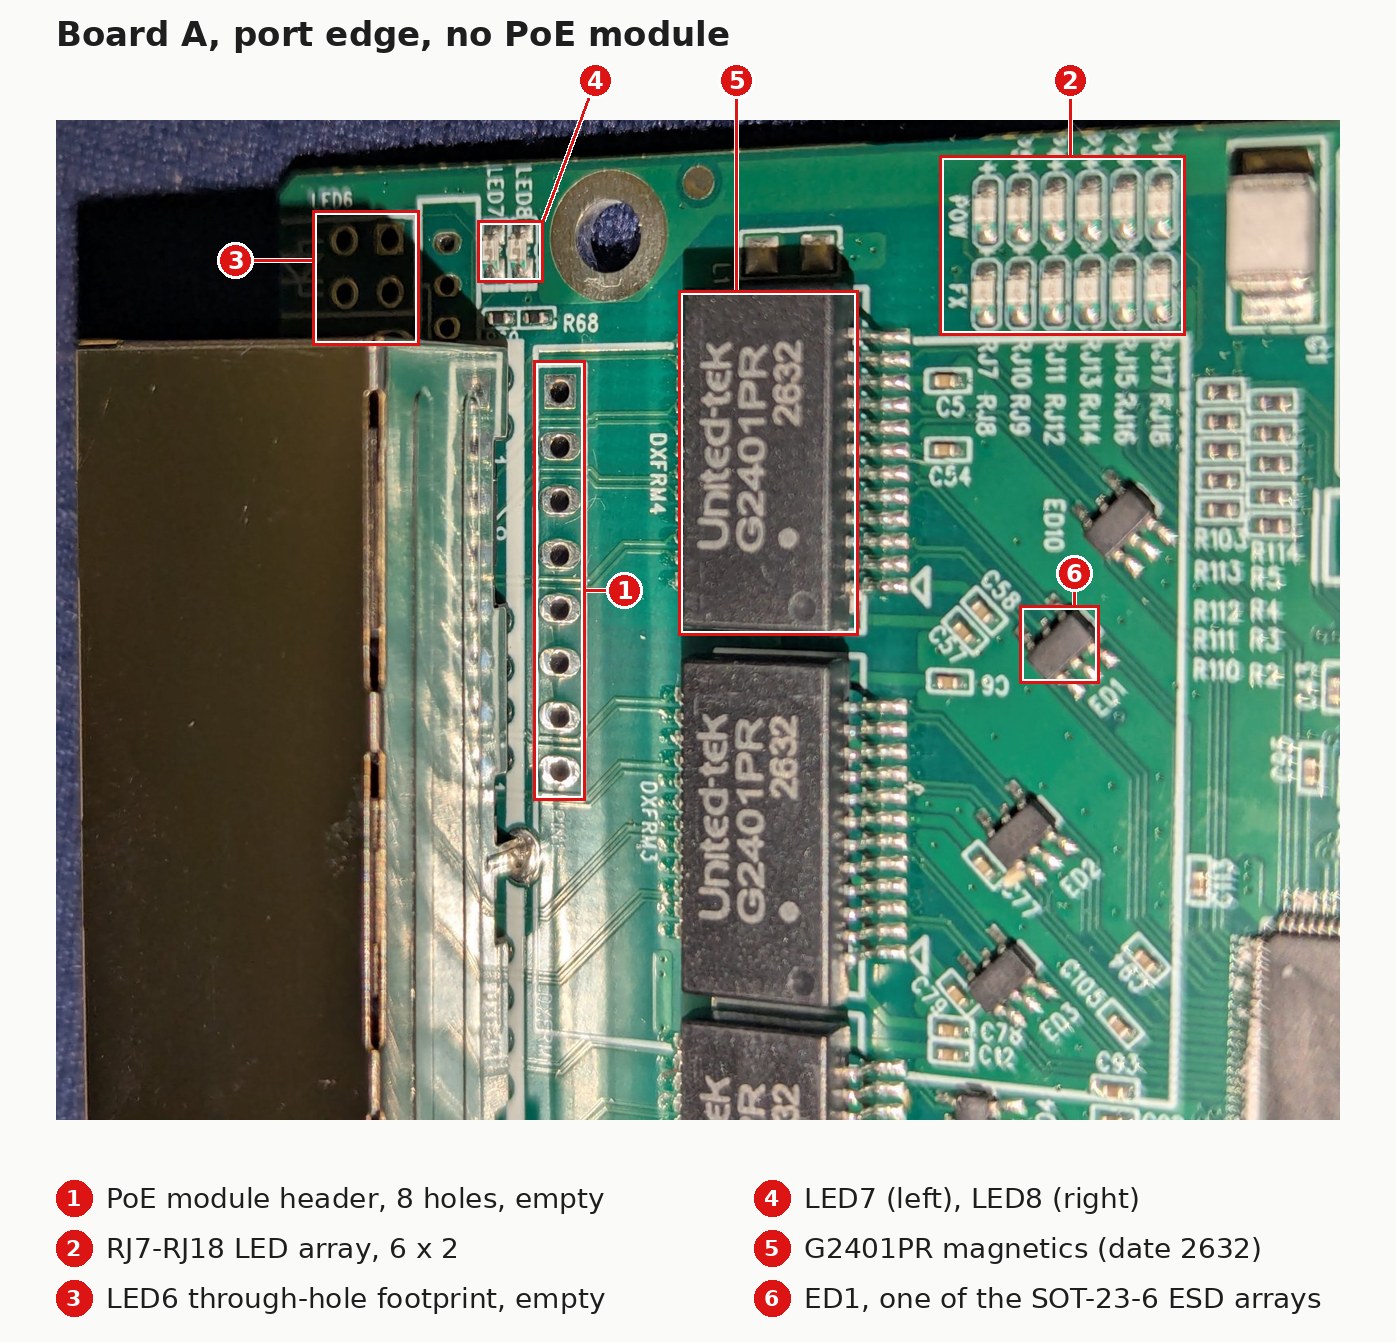 Board A, port edge, no PoE module
4
5
2
LED6
LED7
LED8
POW
FX
3
L1
R68
United-tek
G2401PR
2632
DXFRM4
C5
C54
RJ7
RJ8
RJ10
RJ9
RJ11
RJ12
RJ13
RJ14
RJ15
RJ16
RJ17
RJ18
ED10
R103
R114
R113
R5
R112
R4
R111
R3
R110
R2
6
1
C58
C57
C6
ED1
United-tek
G2401PR
2632
DXFRM3
C77
ED2
C79
C78
C12
ED3
C105
C93
1 PoE module header, 8 holes, empty
2 RJ7-RJ18 LED array, 6 x 2
3 LED6 through-hole footprint, empty
4 LED7 (left), LED8 (right)
5 G2401PR magnetics (date 2632)
6 ED1, one of the SOT-23-6 ESD arrays